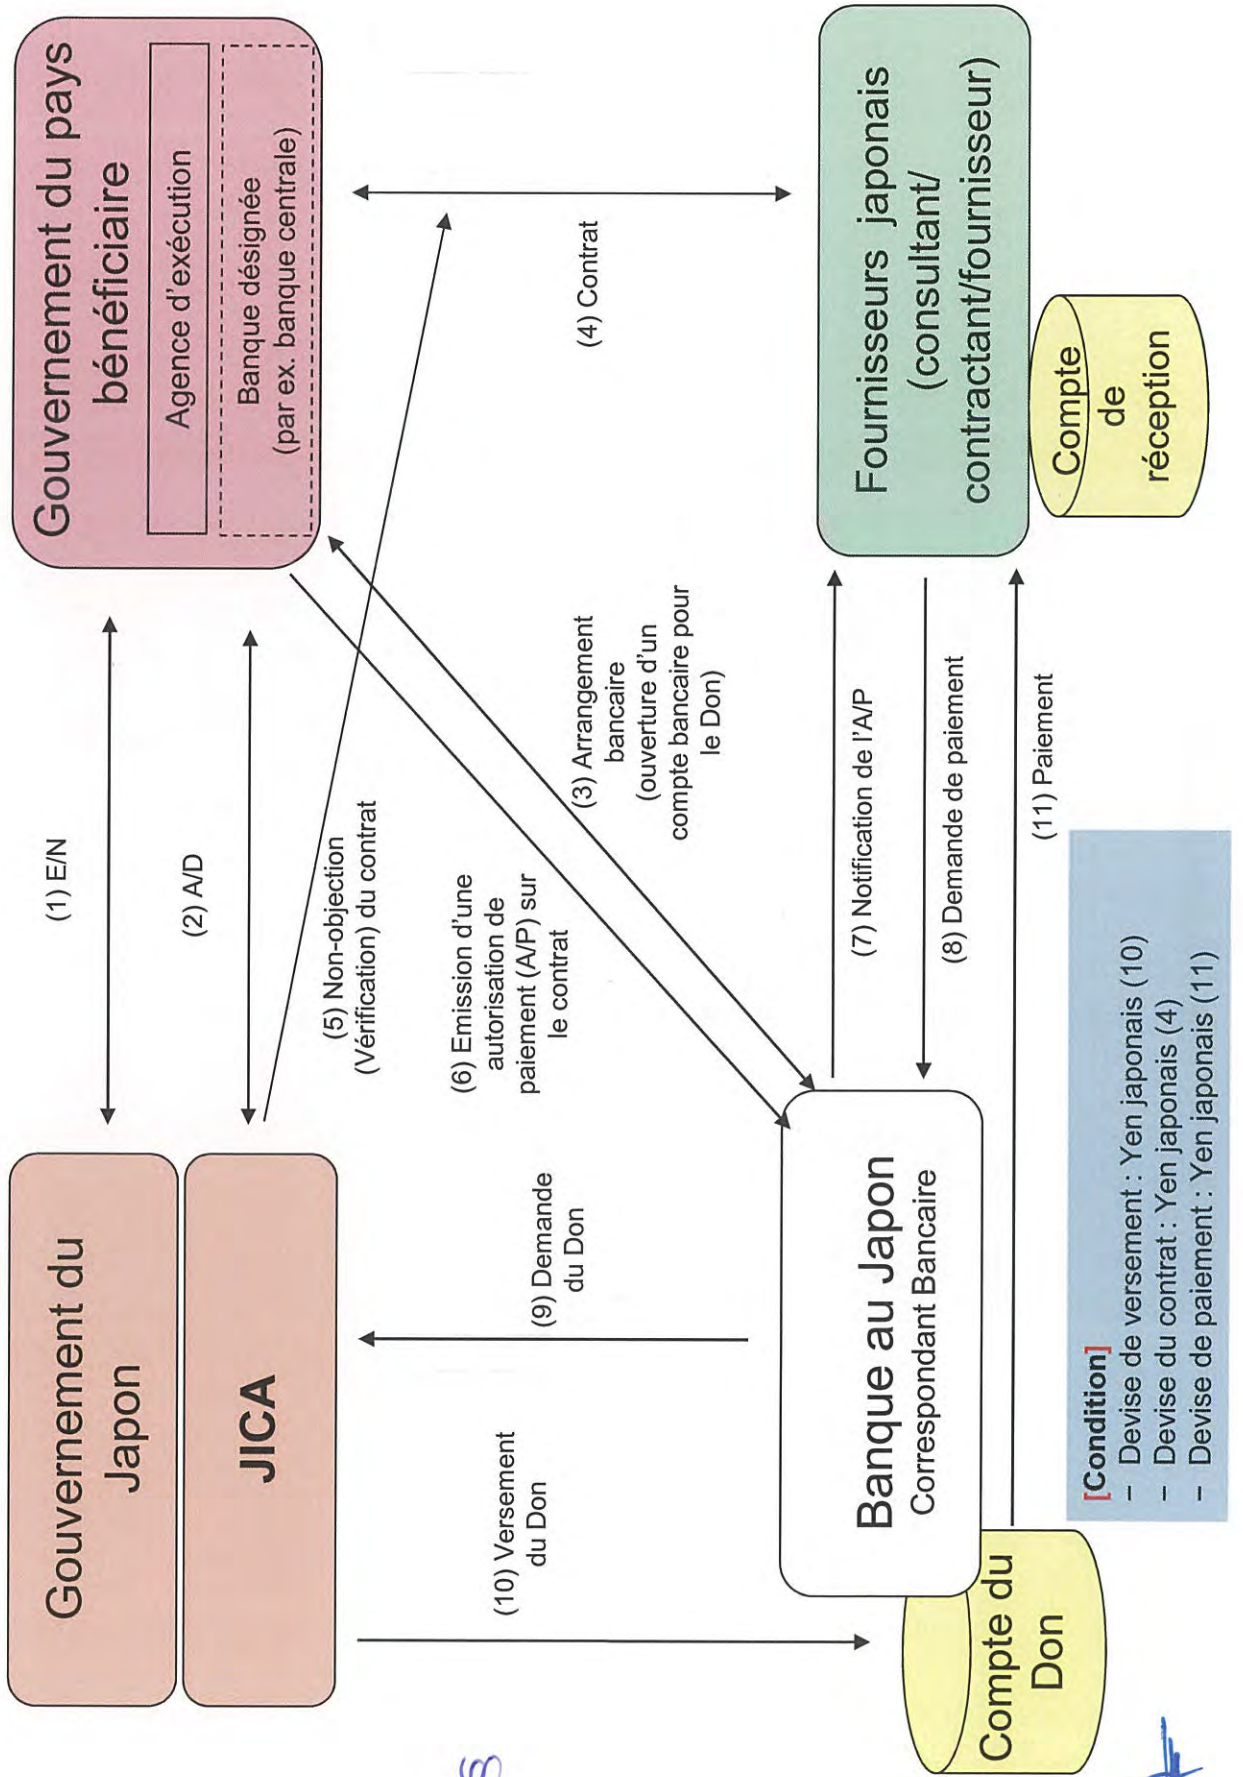 Gouvernement du
Japon
JICA
Gouvernement du pays
bénéficiaire
Agence d'exécution
Banque désignée
(par ex. banque centrale)
(1) E/N
(2) A/D
(5) Non-objection
(Vérification) du contrat
(6) Emission d'une
autorisation de
paiement (A/P) sur
le contrat
(3) Arrangement
bancaire
(ouverture d'un
compte bancaire pour
le Don)
(4) Contrat
(9) Demande
du Don
(10) Versement
du Don
Banque au Japon
Correspondant Bancaire
Compte du
Don
(7) Notification de l'A/P
(8) Demande de paiement
(11) Paiement
Fournisseurs japonais
(consultant/
contractant/fournisseur)
Compte
de
réception
[Condition]
– Devise de versement : Yen japonais (10)
– Devise du contrat : Yen japonais (4)
– Devise de paiement : Yen japonais (11)